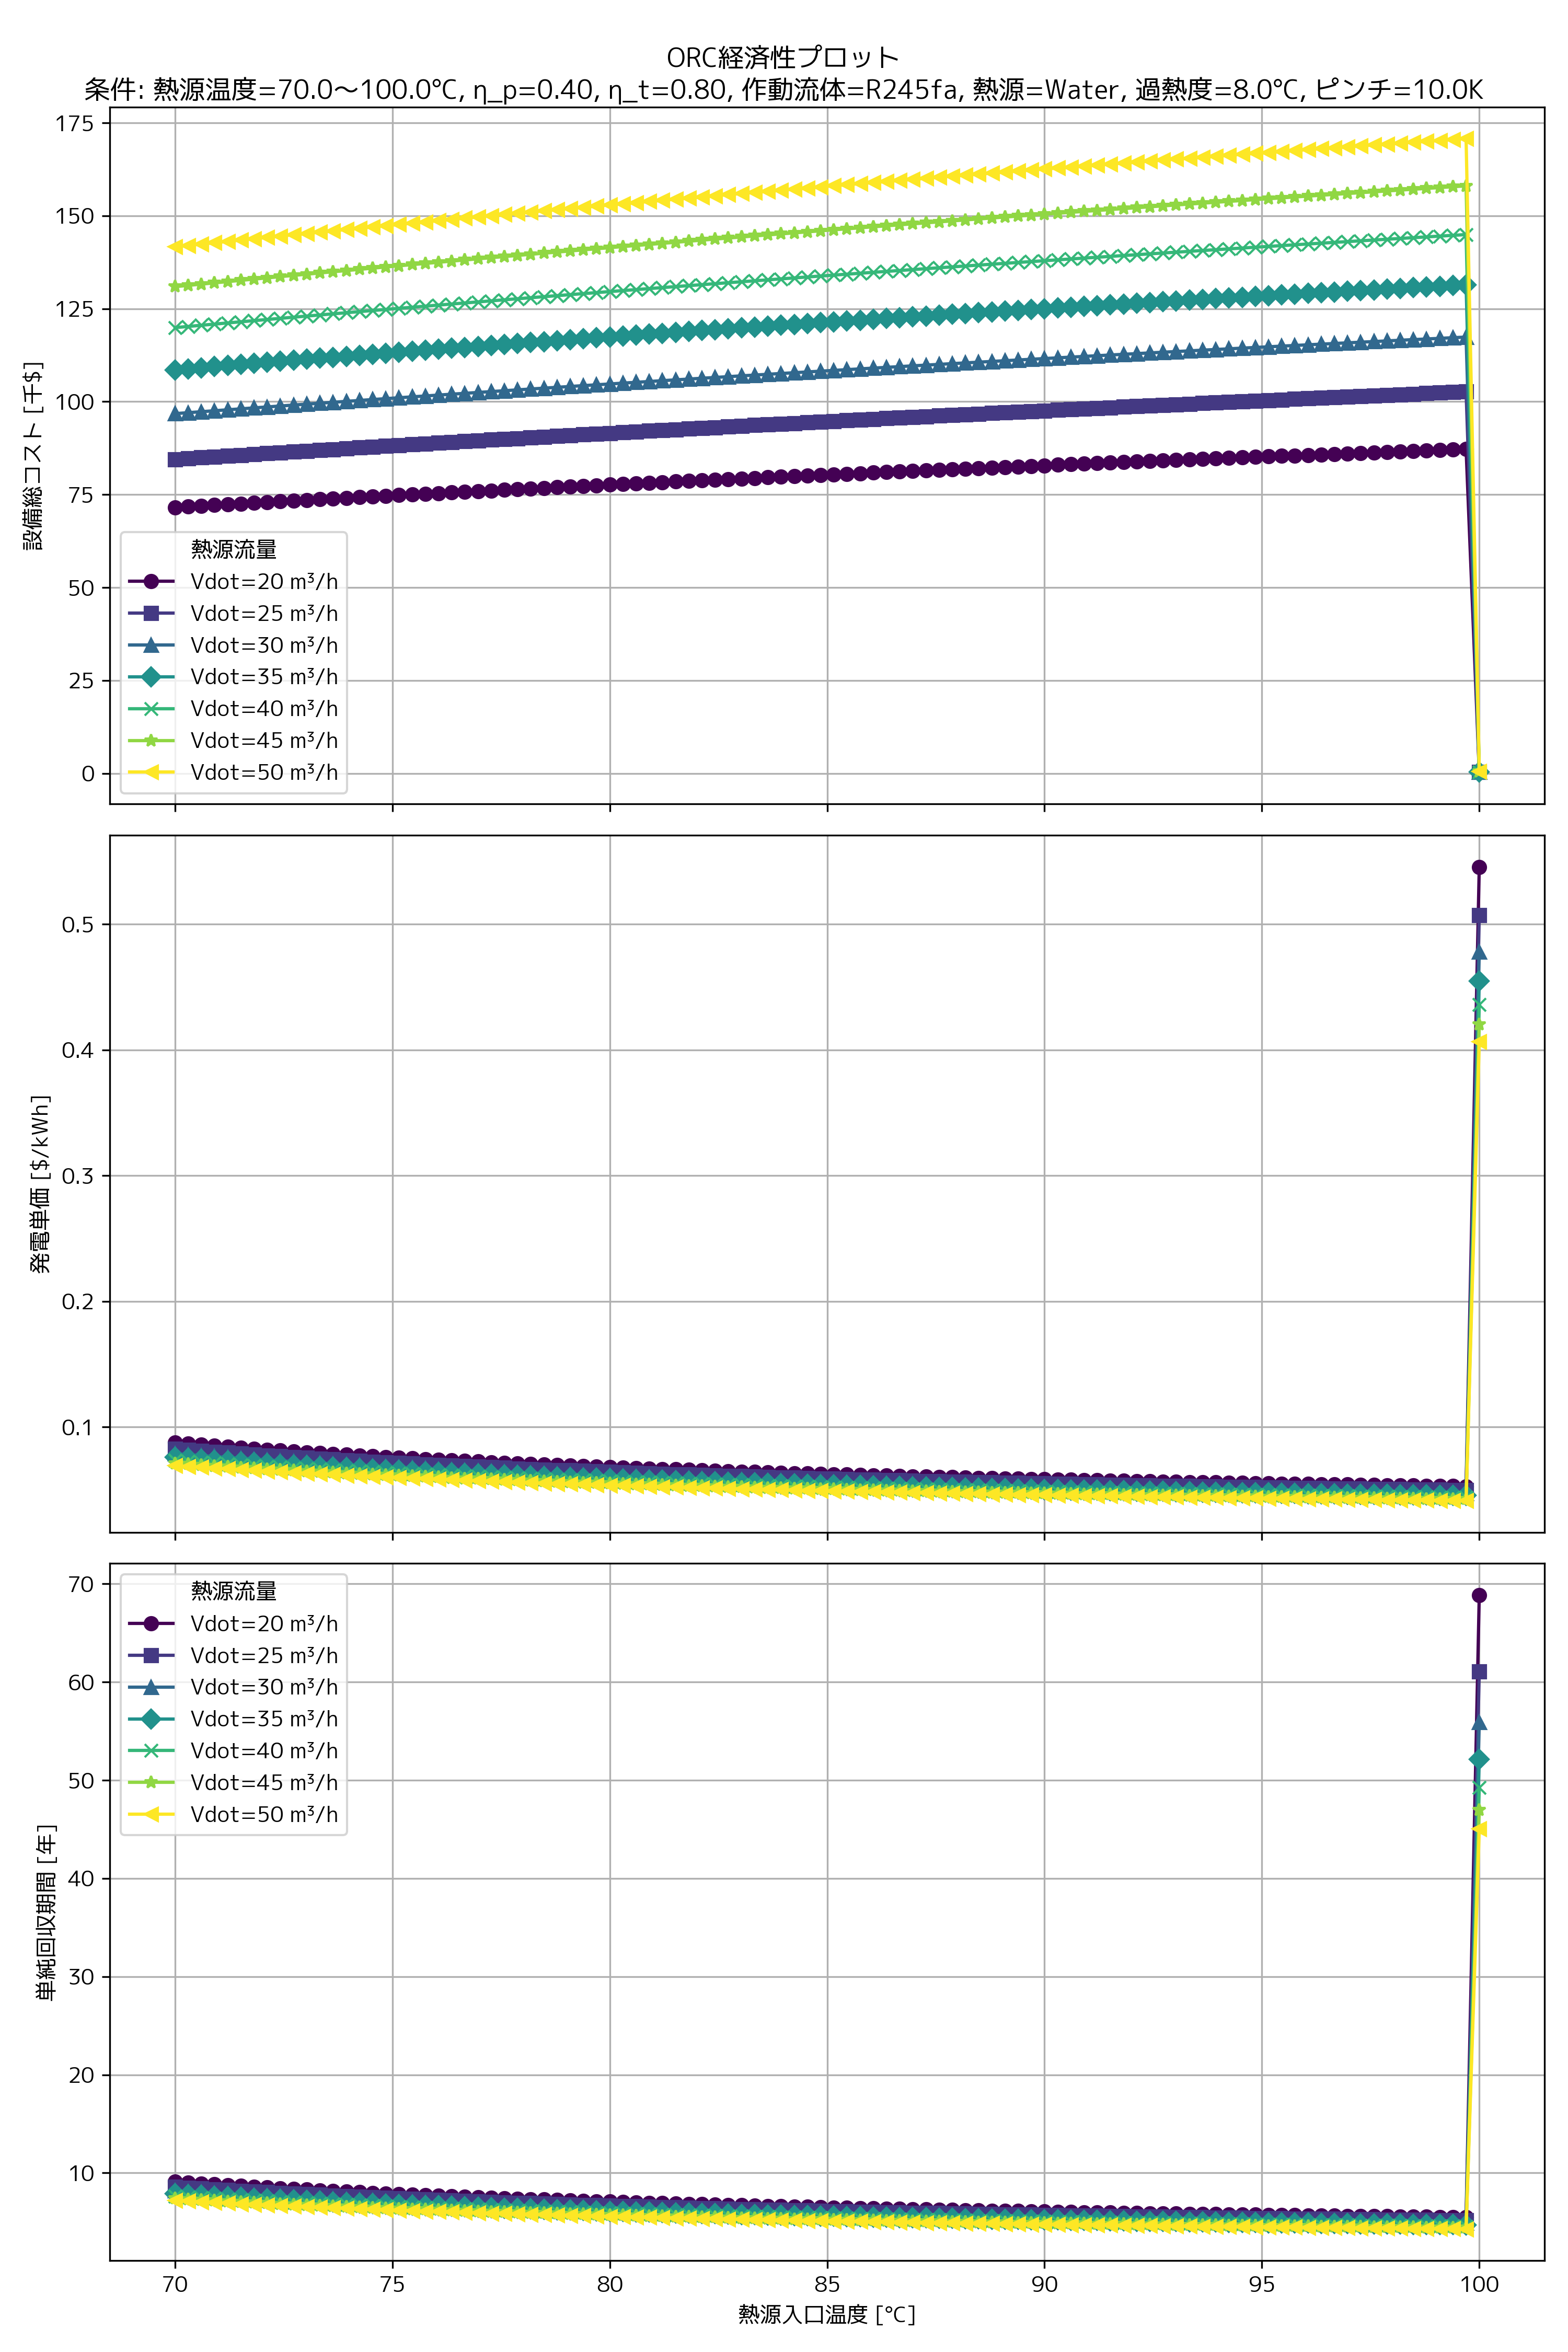 ORC経済性プロット
条件: 熱源温度=70.0～100.0°C, η_p=0.40, η_t=0.80, 作動流体=R245fa, 熱源=Water, 過熱度=8.0°C, ピンチ=10.0K
設備総コスト [千$]
175
150
125
100
75
50
25
0
熱源流量
Vdot=20 m³/h
Vdot=25 m³/h
Vdot=30 m³/h
Vdot=35 m³/h
Vdot=40 m³/h
Vdot=45 m³/h
Vdot=50 m³/h
発電単価 [$/kWh]
0.5
0.4
0.3
0.2
0.1
単純回収期間 [年]
70
60
50
40
30
20
10
熱源流量
Vdot=20 m³/h
Vdot=25 m³/h
Vdot=30 m³/h
Vdot=35 m³/h
Vdot=40 m³/h
Vdot=45 m³/h
Vdot=50 m³/h
70 75 80 85 90 95 100
熱源入口温度 [°C]